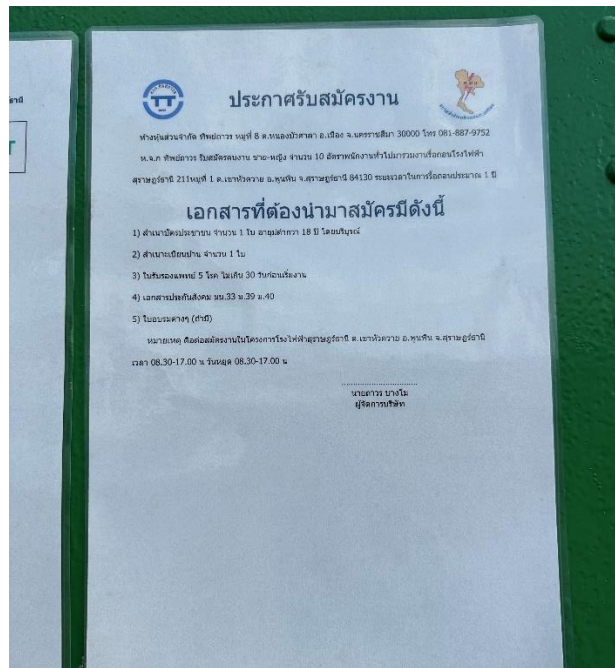 ประกาศรับสมัครงาน
ห้างหุ้นส่วนจำกัด ทิพย์ถาวร หมู่ที่ 8 ต.หนองบัวศาลา อ.เมือง จ.นครราชสีมา 30000 โทร 081-887-9752
ห.จ.ก ทิพย์ถาวร รับสมัครคนงาน ชาย-หญิง จำนวน 10 อัตราพนักงานทั่วไปมารวมงานรื้อถอนโรงไฟฟ้า
สุราษฎร์ธานี 211หมู่ที่ 1 ต.เขาหัวควาย อ.พุนพิน จ.สุราษฎร์ธานี 84130 ระยะเวลาในการรื้อถอนประมาณ 1 ปี
เอกสารที่ต้องนำมาสมัครมีดังนี้
1) สำเนาบัตรประชาชน จำนวน 1 ใบ อายุไม่ต่ำกว่า 18 ปี โดยบริบูรณ์
2) สำเนาทะเบียนบ้าน จำนวน 1 ใบ
3) ใบรับรองแพทย์ 5 โรค ไม่เกิน 30 วันก่อนเริ่มงาน
4) เอกสารประกันสังคม มน.33 ม.39 ม.40
5) ใบอบรมต่างๆ (ถ้ามี)
หมายเหตุ ติดต่อสมัครงานในโครงการโรงไฟฟ้าสุราษฎร์ธานี ต.เขาหัวควาย อ.พุนพิน จ.สุราษฎร์ธานี
เวลา 08.30-17.00 น วันหยุด 08.30-17.00 น
นายถาวร บางโม
ผู้จัดการบริษัท